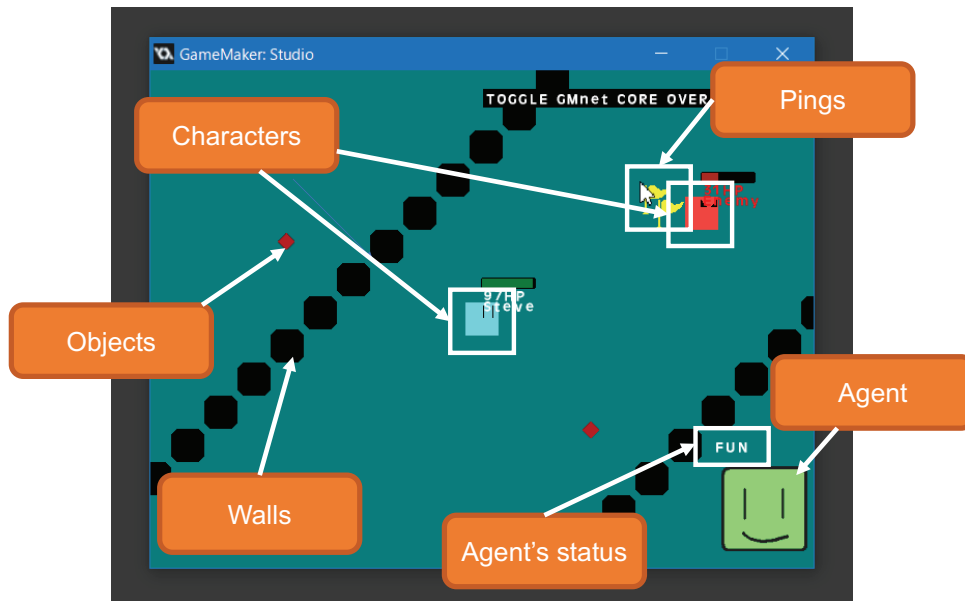 GameMaker: Studio
TOGGLE GMnet CORE OVER
Pings
Characters
Enemy
97HP
Steve
Objects
Agent
FUN
Walls
Agent's status